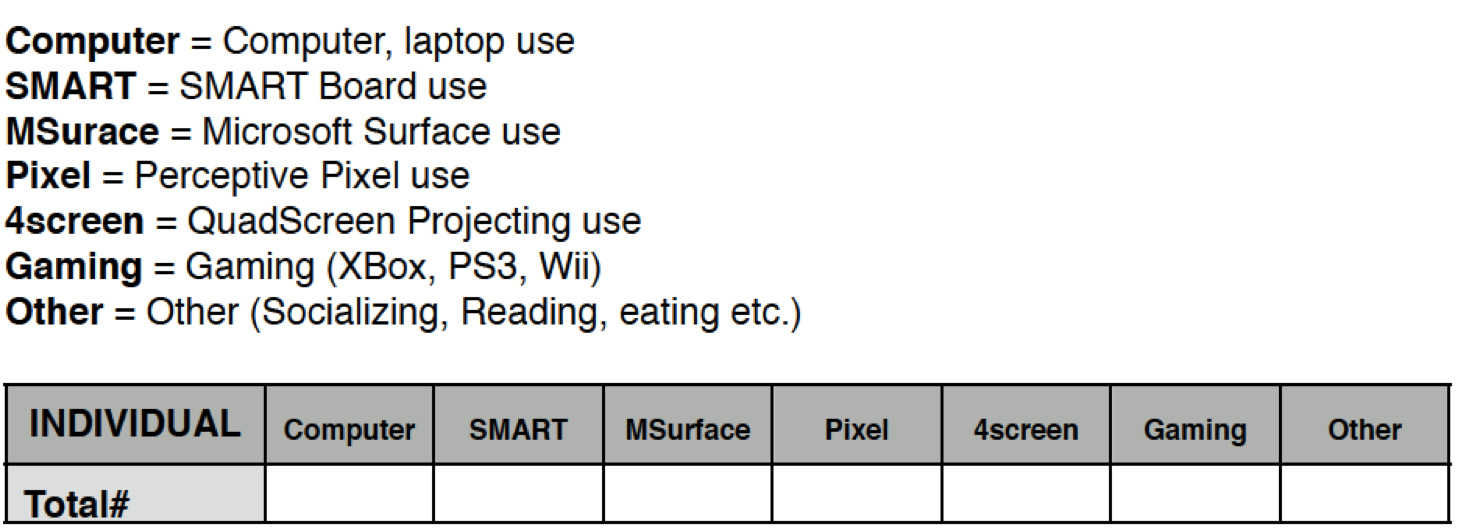 Computer = Computer, laptop use
SMART = SMART Board use
MSurace = Microsoft Surface use
Pixel = Perceptive Pixel use
4screen = QuadScreen Projecting use
Gaming = Gaming (XBox, PS3, Wii)
Other = Other (Socializing, Reading, eating etc.)
INDIVIDUAL Computer SMART MSurface Pixel 4screen Gaming Other
Total#